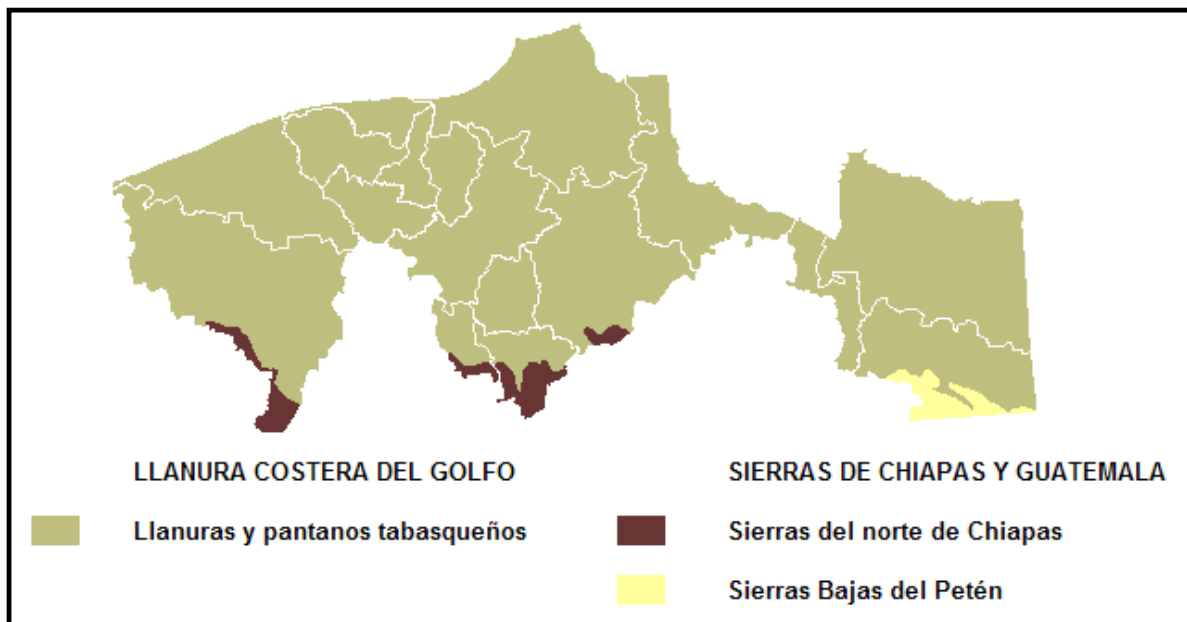 LLANURA COSTERA DEL GOLFO
Llanuras y pantanos tabasqueños
SIERRAS DE CHIAPAS Y GUATEMALA
Sierras del norte de Chiapas
Sierras Bajas del Petén